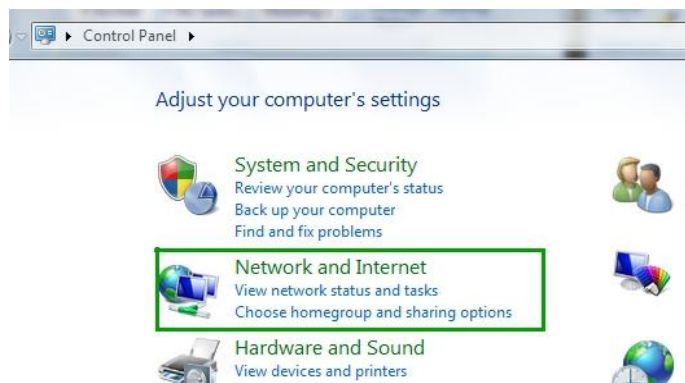 Control Panel
Adjust your computer's settings
System and Security
Review your computer's status
Back up your computer
Find and fix problems
Network and Internet
View network status and tasks
Choose homegroup and sharing options
Hardware and Sound
View devices and printers